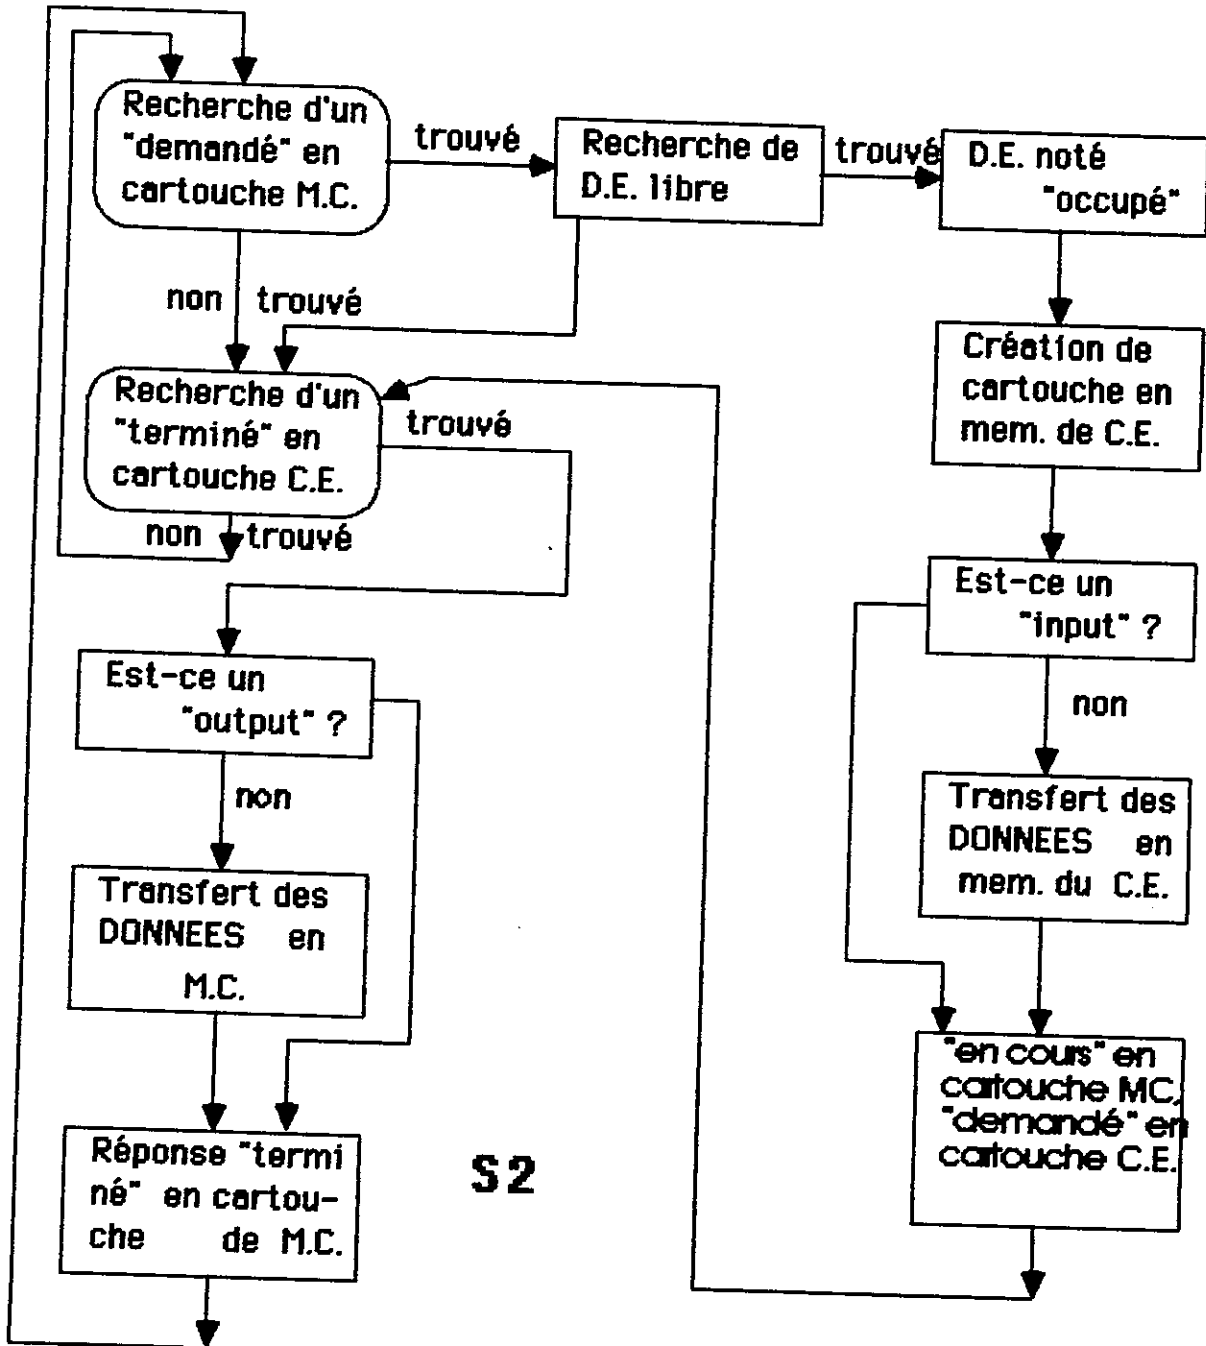 Recherche d'un
"demandé" en
cartouche M.C.
trouvé
Recherche de
D.E. libre
trouvé
D.E. noté
"occupé"
non trouvé
Création de
cartouche en
mem. de C.E.
Recherche d'un
"terminé" en
cartouche C.E.
trouvé
non trouvé
Est-ce un
"input" ?
non
Est-ce un
"output" ?
non
Transfert des
DONNEES en
mem. du C.E.
Transfert des
DONNEES en
M.C.
"en cours" en
cartouche MC,
"demandé" en
cartouche C.E.
Réponse "termi
né" en cartou-
che de M.C.
S2